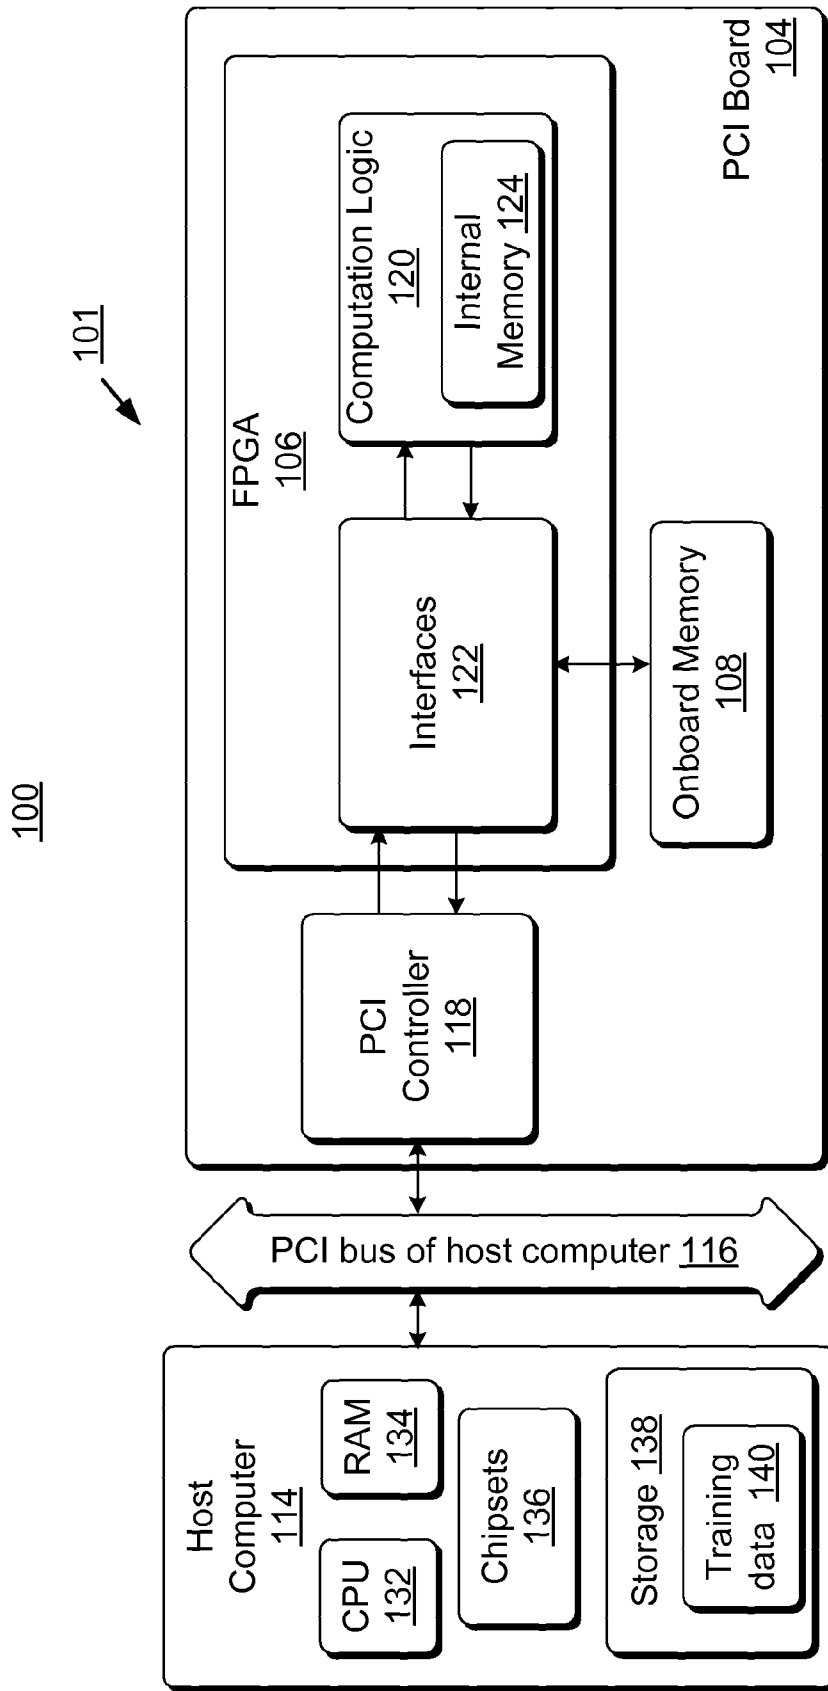 100
101
Host
Computer
114
CPU
132
RAM
134
Chipsets
136
Storage 138
Training
data 140
PCI bus of host computer 116
PCI
Controller
118
FPGA
106
Interfaces
122
Computation Logic
120
Internal
Memory 124
Onboard Memory
108
PCI Board
104